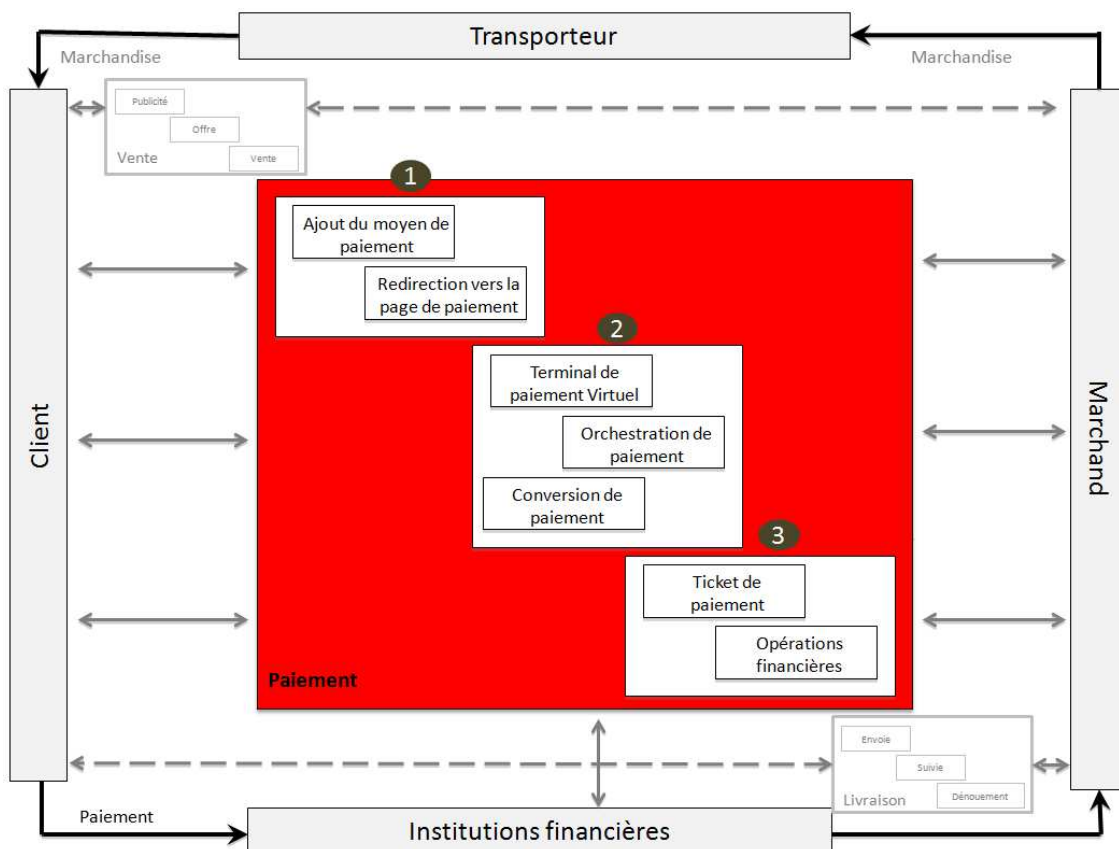 Transporteur
Marchandise
Marchandise
Publicité
Offre
Vente
Vente
1
Ajout du moyen de
paiement
Redirection vers la
page de paiement
2
Terminal de
paiement Virtuel
Orchestration de
paiement
Conversion de
paiement
3
Ticket de
paiement
Opérations
financières
Paiement
Client
Marchand
Envoie
Suivie
Dénouement
Livraison
Paiement
Institutions financières